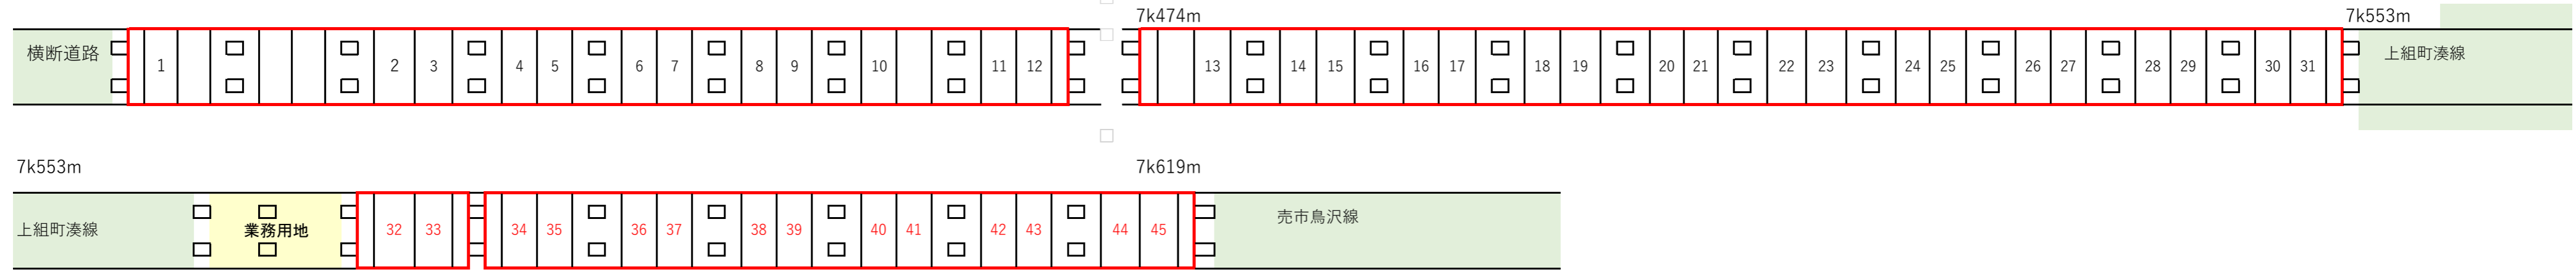 7k474m 7k553m
横断道路 1 2 3 4 5 6 7 8 9 10 11 12 13 14 15 16 17 18 19 20 21 22 23 24 25 26 27 28 29 30 31 上組町湊線
7k553m 7k619m
上組町湊線 業務用地 32 33 34 35 36 37 38 39 40 41 42 43 44 45 売市鳥沢線